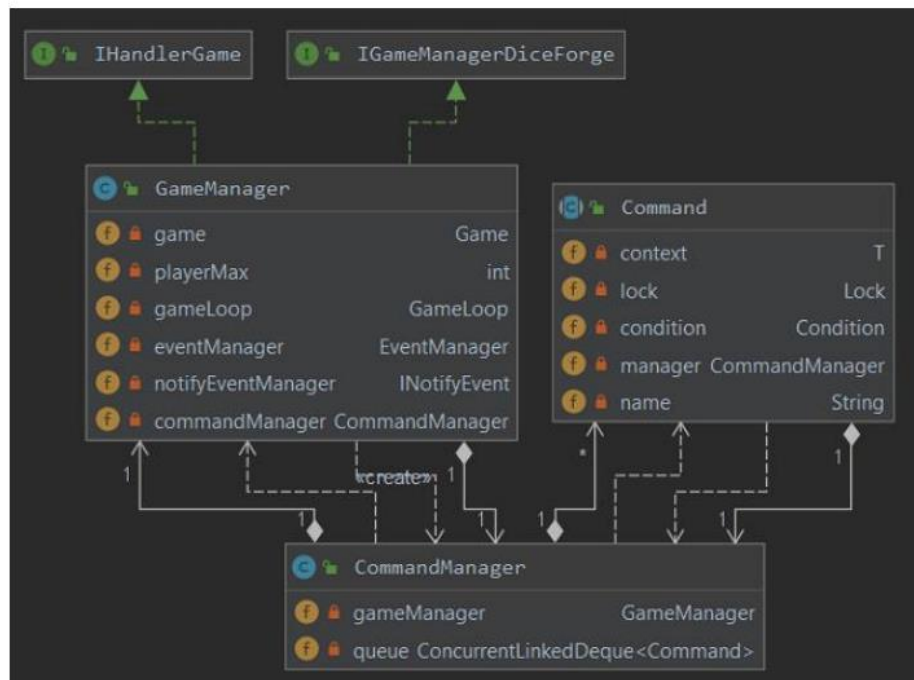 IHandlerGame
IGameManagerDiceForge
GameManager
game Game
playerMax int
gameLoop GameLoop
eventManager EventManager
notifyEventManager INotifyEvent
commandManager CommandManager
Command
context T
lock Lock
condition Condition
manager CommandManager
name String
1
«create»
1
*
1
1
1
1
1
CommandManager
gameManager GameManager
queue ConcurrentLinkedDeque<Command>